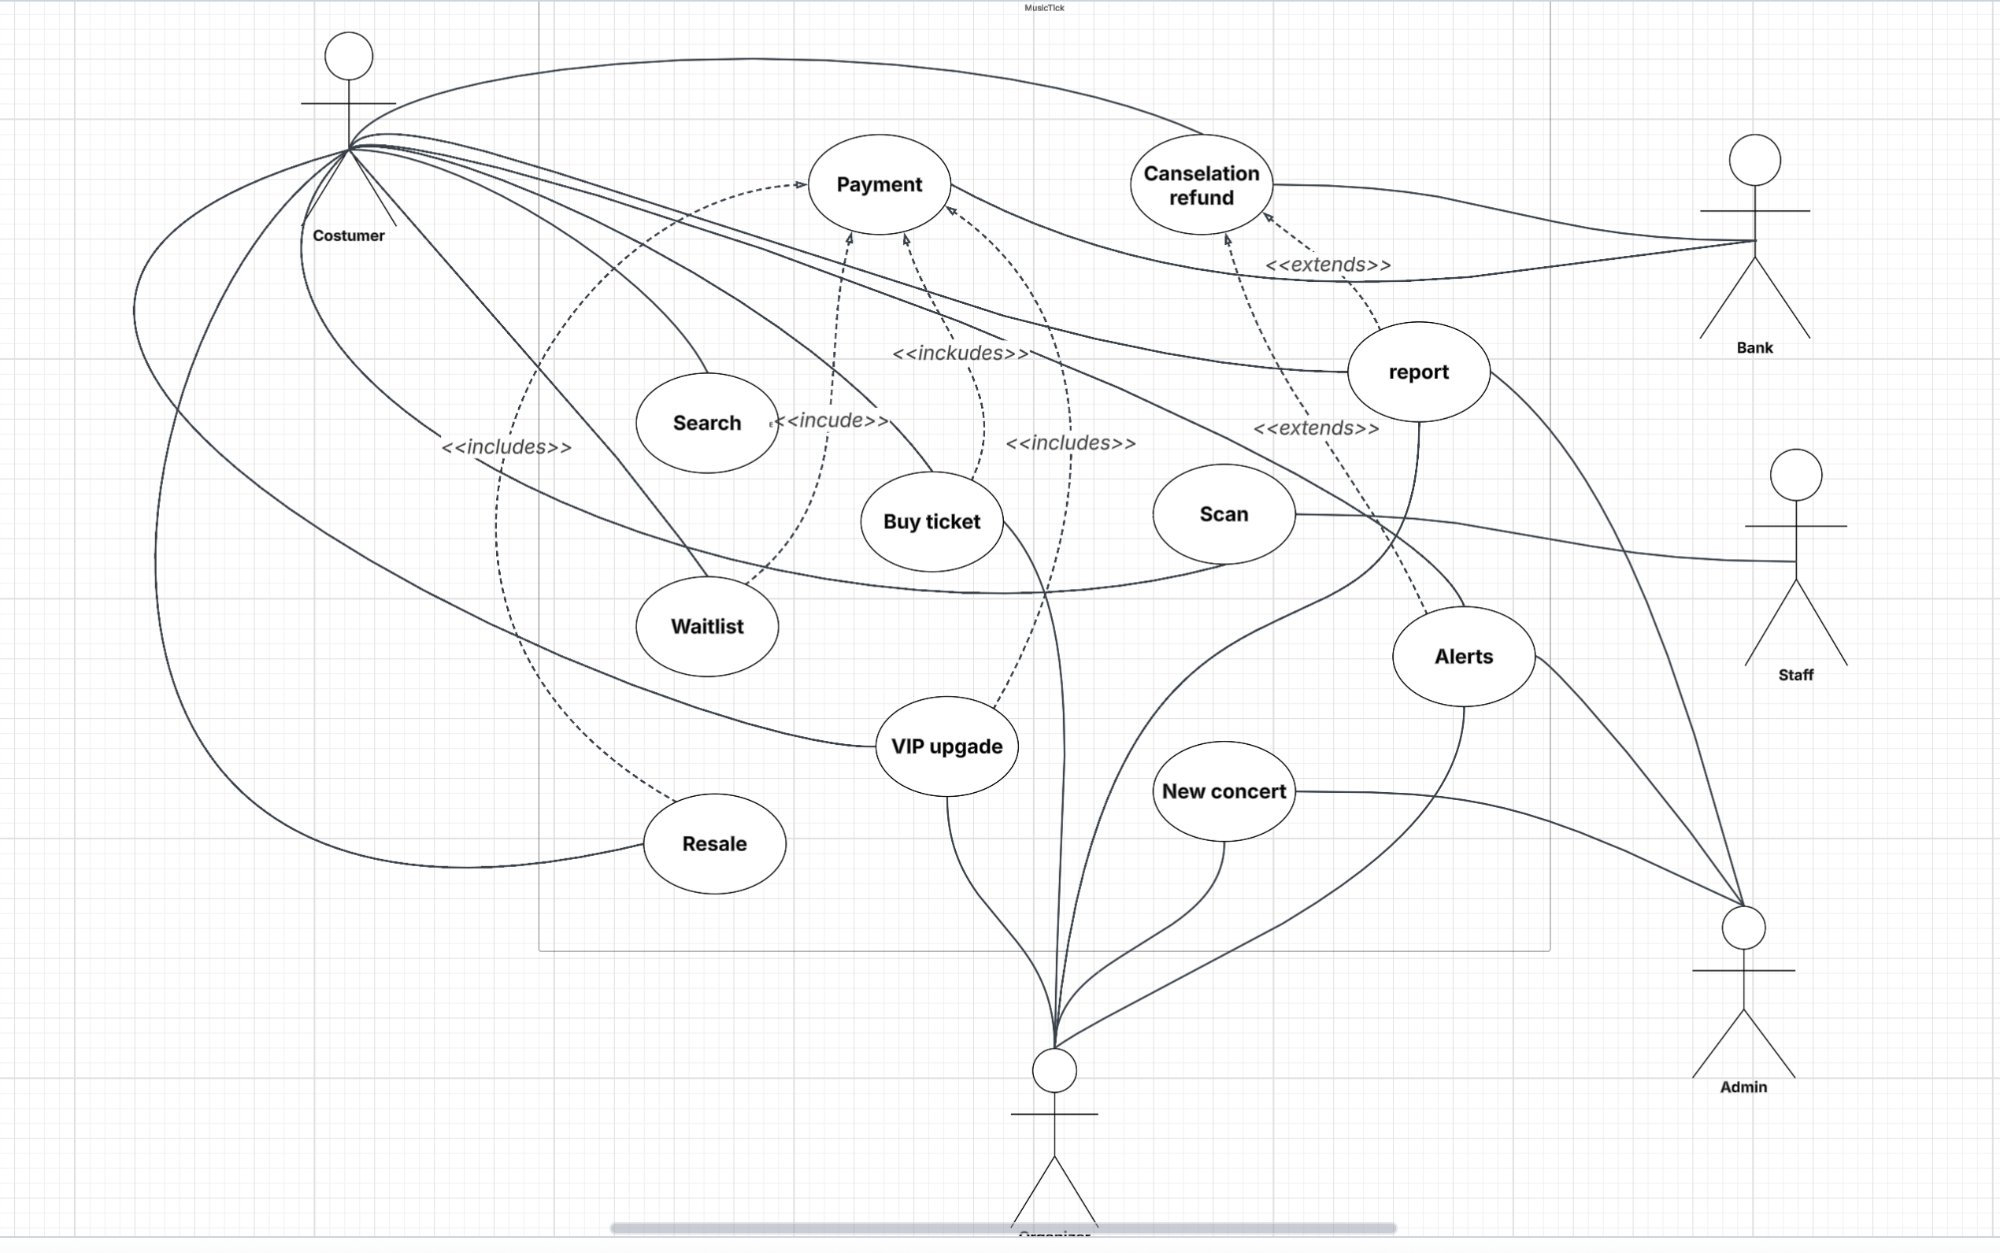 MusicTick
Payment
Canselation
refund
Costumer
<<extends>>
Bank
<<inckudes>>
report
Search
<<incude>>
<<extends>>
<<includes>>
<<includes>>
Buy ticket
Scan
Waitlist
Alerts
Staff
VIP upgade
New concert
Resale
Admin
Organizer